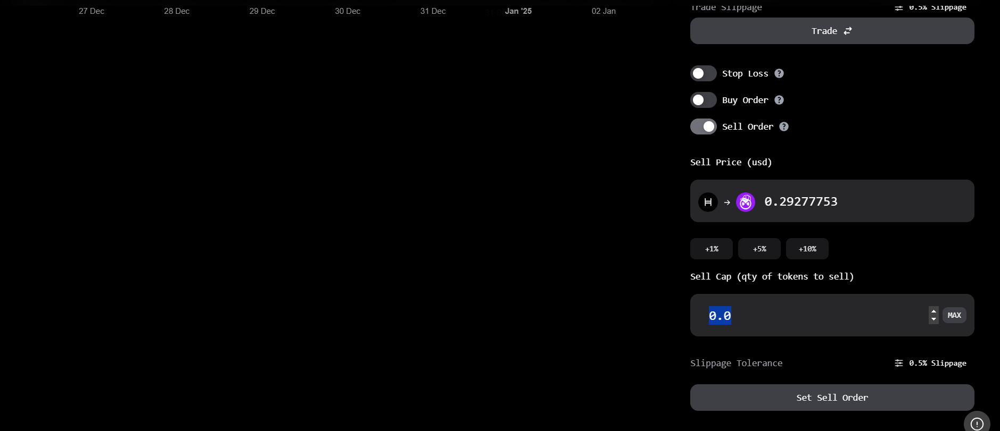 27 Dec 28 Dec 29 Dec 30 Dec 31 Dec Jan '25 02 Jan
Trade Slippage 0.5% Slippage
Trade
Stop Loss ?
Buy Order ?
Sell Order ?
Sell Price (usd)
0.29277753
+1% +5% +10%
Sell Cap (qty of tokens to sell)
0.0 MAX
Slippage Tolerance 0.5% Slippage
Set Sell Order